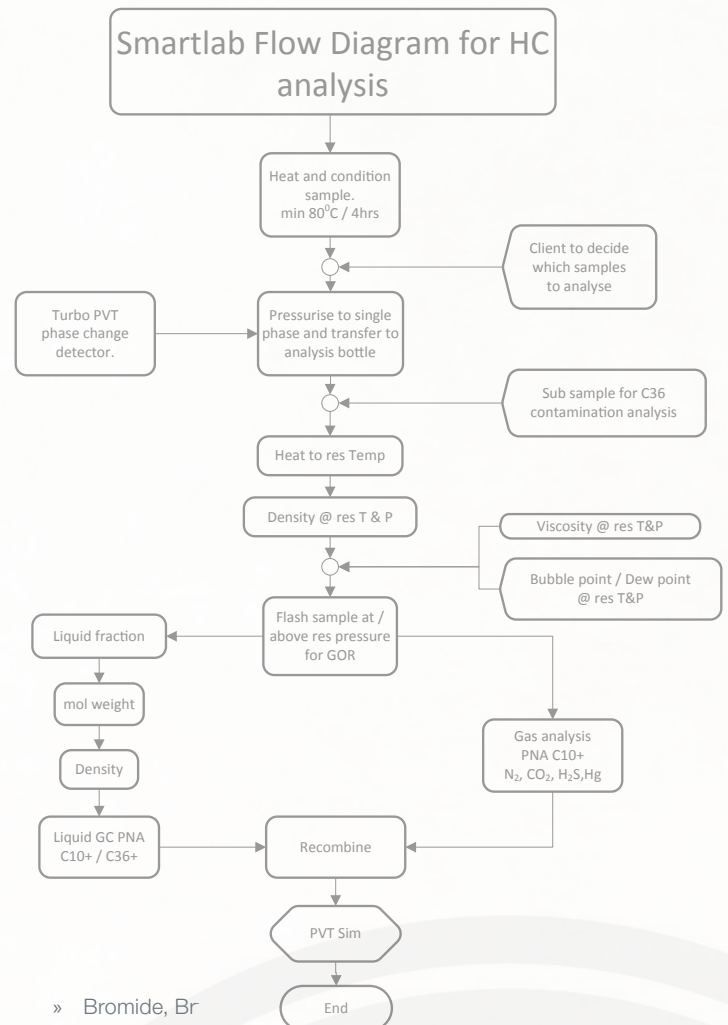 Smartlab Flow Diagram for HC
analysis
Heat and condition
sample.
min 80⁰C / 4hrs
Client to decide
which samples
to analyse
Turbo PVT
phase change
detector.
Pressurise to single
phase and transfer to
analysis bottle
Sub sample for C36
contamination analysis
Heat to res Temp
Density @ res T & P
Viscosity @ res T&P
Bubble point / Dew point
@ res T&P
Flash sample at /
above res pressure
for GOR
Liquid fraction
mol weight
Density
Liquid GC PNA
C10+ / C36+
Gas analysis
PNA C10+
N₂, CO₂, H₂S,Hg
Recombine
PVT Sim
End
» Bromide, Br